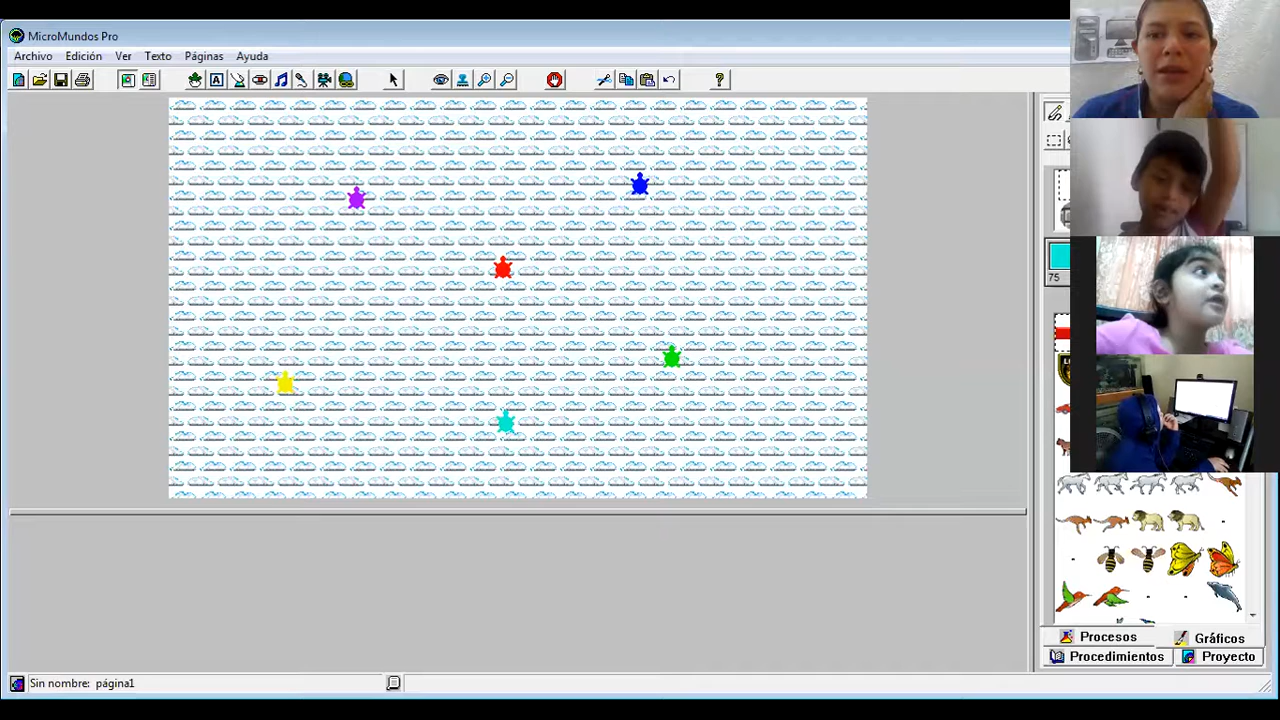 MicroMundos Pro
Archivo Edición Ver Texto Páginas Ayuda
A ?
75
Procesos Gráficos
Procedimientos Proyecto
Sin nombre: página1